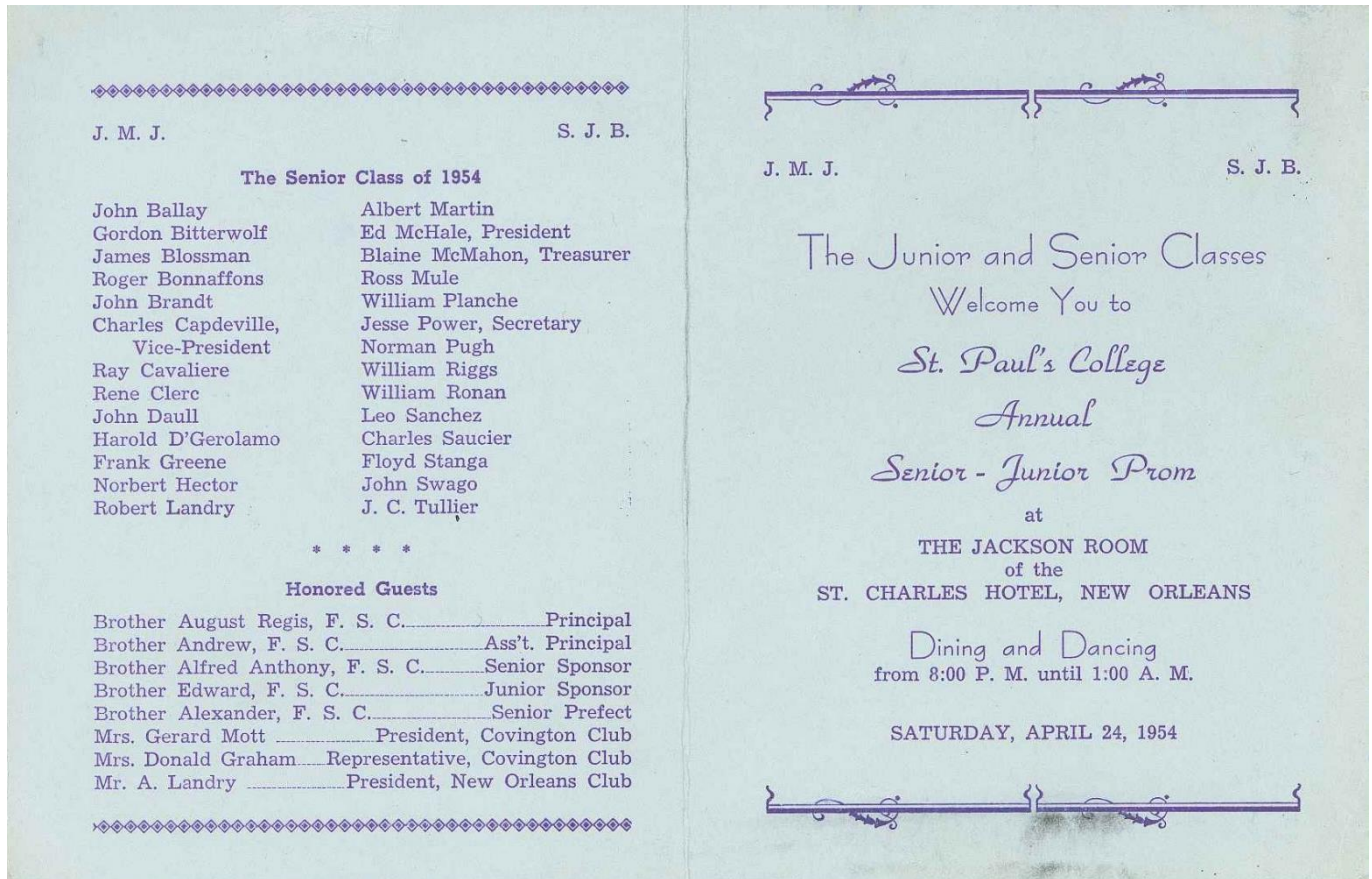 J. M. J. S. J. B.
The Senior Class of 1954
John Ballay
Gordon Bitterwolf
James Blossman
Roger Bonnaffons
John Brandt
Charles Capdeville,
Vice-President
Ray Cavaliere
Rene Clerc
John Daull
Harold D'Gerolamo
Frank Greene
Norbert Hector
Robert Landry
Albert Martin
Ed McHale, President
Blaine McMahon, Treasurer
Ross Mule
William Planche
Jesse Power, Secretary
Norman Pugh
William Riggs
William Ronan
Leo Sanchez
Charles Saucier
Floyd Stanga
John Swago
J. C. Tullier
* * * *
Honored Guests
Brother August Regis, F. S. C. Principal
Brother Andrew, F. S. C. Ass't. Principal
Brother Alfred Anthony, F. S. C. Senior Sponsor
Brother Edward, F. S. C. Junior Sponsor
Brother Alexander, F. S. C. Senior Prefect
Mrs. Gerard Mott President, Covington Club
Mrs. Donald Graham Representative, Covington Club
Mr. A. Landry President, New Orleans Club
J. M. J. S. J. B.
The Junior and Senior Classes
Welcome You to
St. Paul's College
Annual
Senior - Junior Prom
at
THE JACKSON ROOM
of the
ST. CHARLES HOTEL, NEW ORLEANS
Dining and Dancing
from 8:00 P. M. until 1:00 A. M.
SATURDAY, APRIL 24, 1954